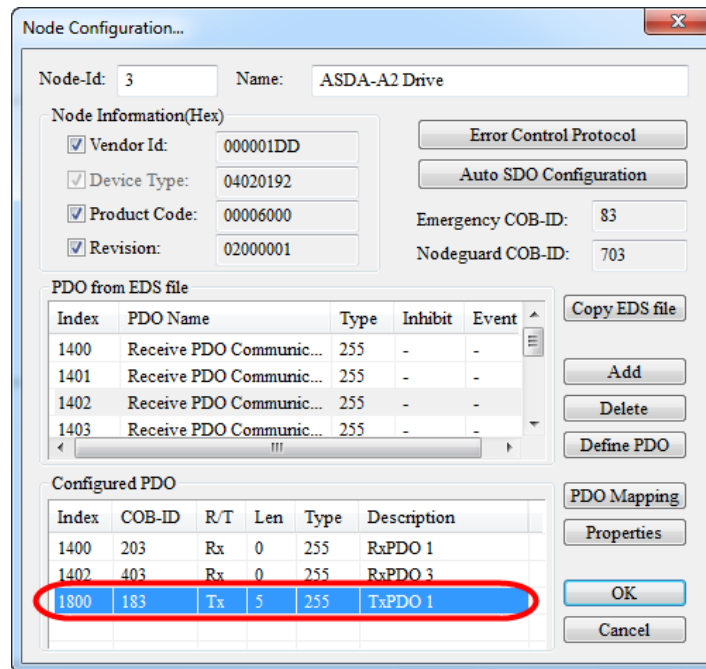 Node Configuration...
Node-Id: 3 Name: ASDA-A2 Drive
Node Information(Hex)
Vendor Id: 000001DD
Device Type: 04020192
Product Code: 00006000
Revision: 02000001
Error Control Protocol
Auto SDO Configuration
Emergency COB-ID: 83
Nodeguard COB-ID: 703
PDO from EDS file
Index PDO Name Type Inhibit Event
1400 Receive PDO Communic... 255 - -
1401 Receive PDO Communic... 255 - -
1402 Receive PDO Communic... 255 - -
1403 Receive PDO Communic... 255 - -
Copy EDS file
Add
Delete
Define PDO
Configured PDO
Index COB-ID R/T Len Type Description
1400 203 Rx 0 255 RxPDO 1
1402 403 Rx 0 255 RxPDO 3
1800 183 Tx 5 255 TxPDO 1
PDO Mapping
Properties
OK
Cancel